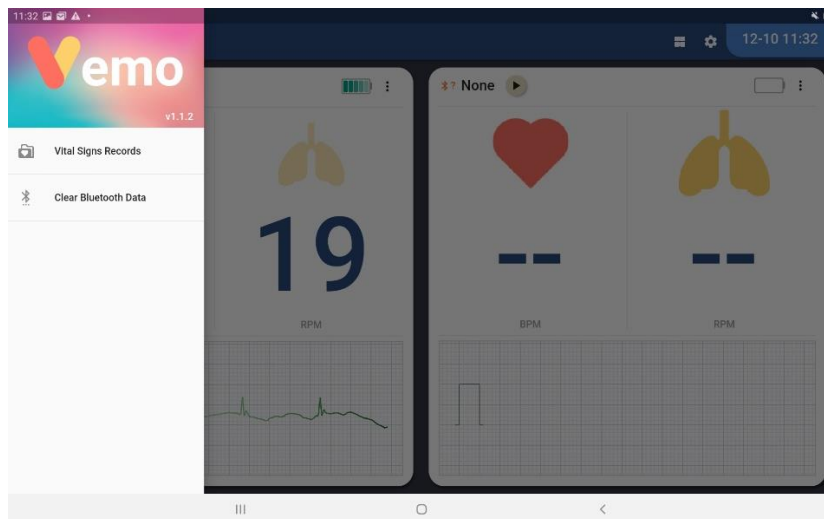 11:32
12-10 11:32
Vemo
v1.1.2
Vital Signs Records
Clear Bluetooth Data
19
RPM
? None
--
BPM
--
RPM